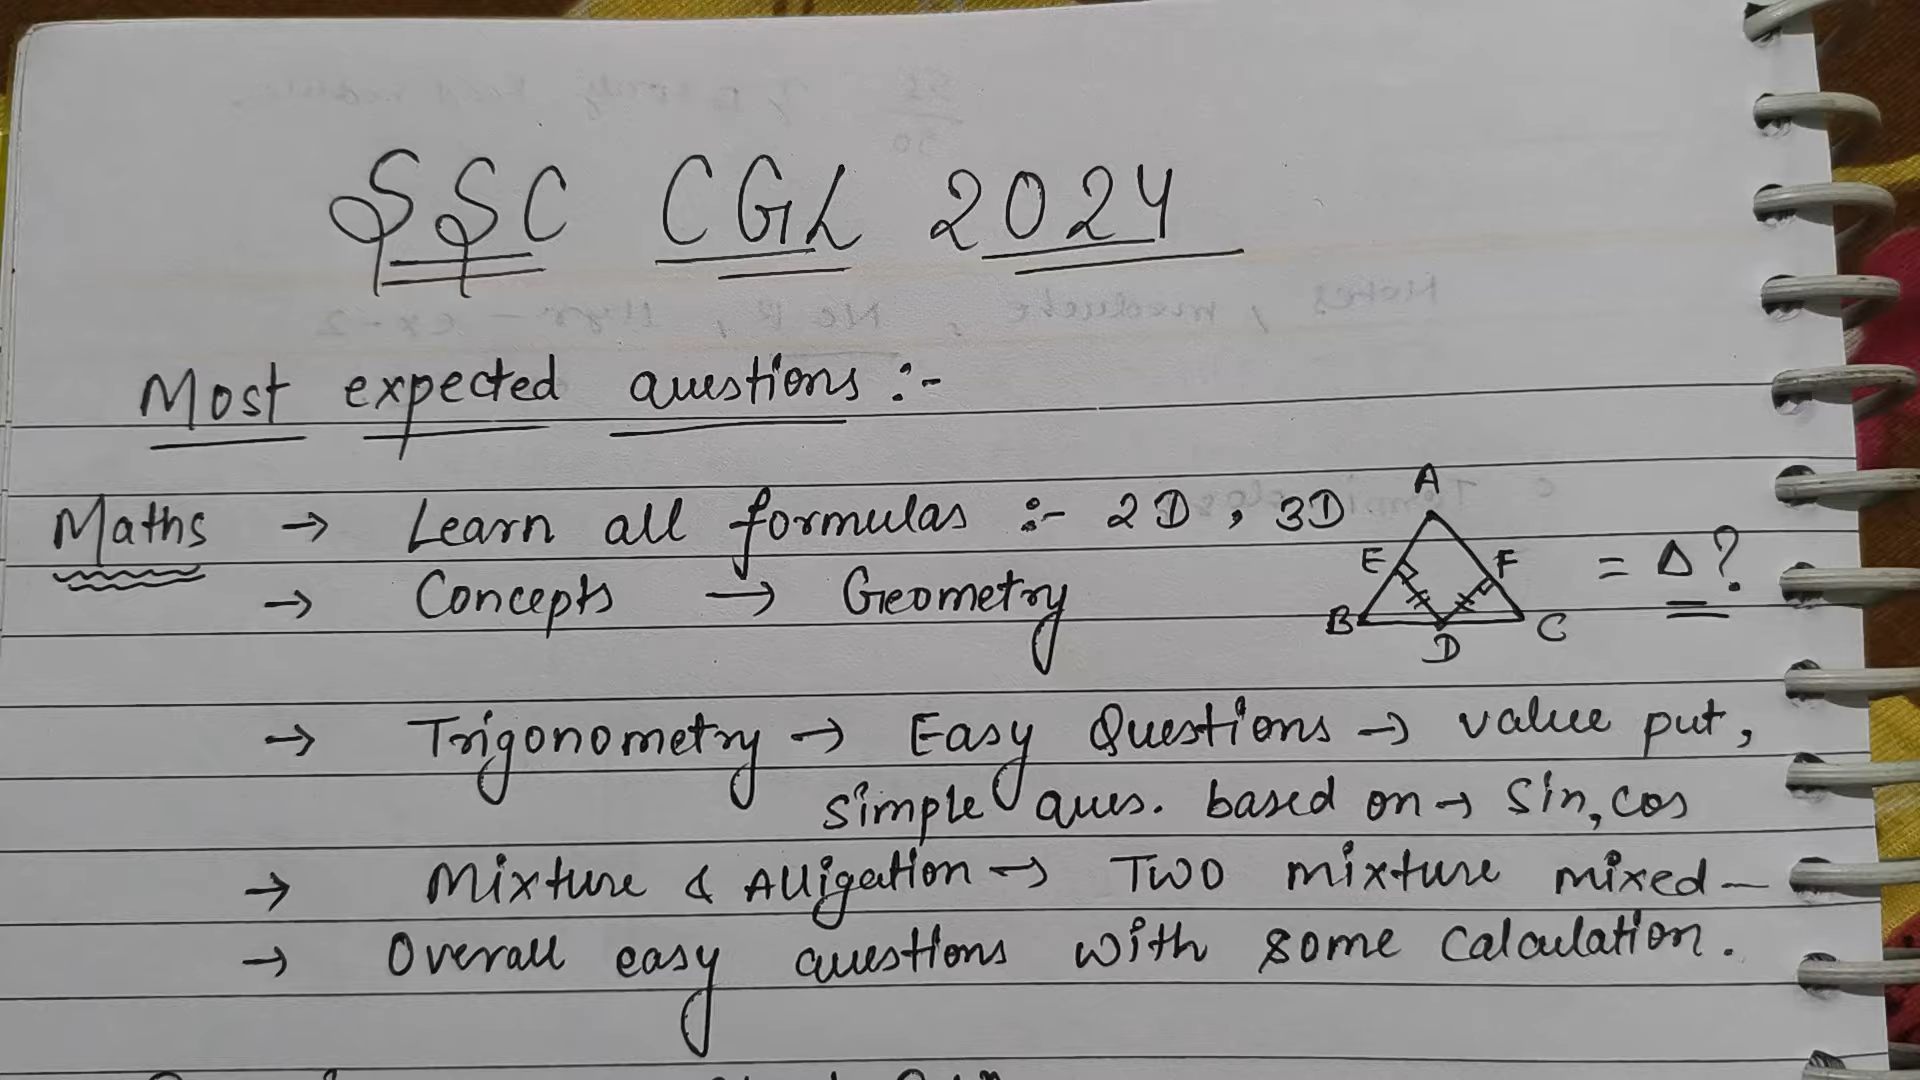 SSC CGL 2024
Most expected questions :-
Maths → Learn all formulas :- 2D, 3D
→ Concepts → Geometry
A
E F
B D C
= Δ?
→ Trigonometry → Easy Questions → value put,
simple ques. based on → Sin, cos
→ Mixture & Alligation → Two mixture mixed —
→ Overall easy questions with some calculation.